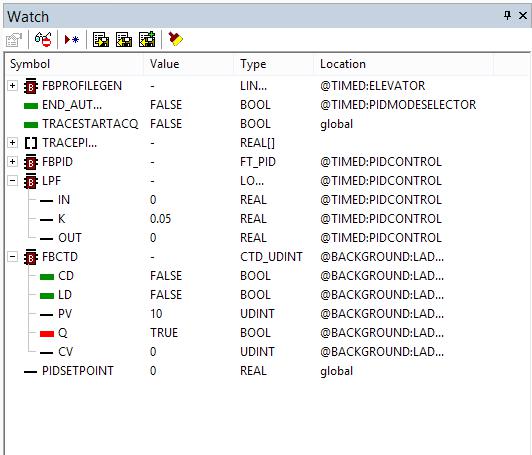 Watch
Symbol Value Type Location
FBPROFILEGEN - LIN... @TIMED:ELEVATOR
END_AUT... FALSE BOOL @TIMED:PIDMODESELECTOR
TRACESTARTACQ FALSE BOOL global
TRACEPI... - REAL[]
FBPID - FT_PID @TIMED:PIDCONTROL
LPF - LO... @TIMED:PIDCONTROL
IN 0 REAL @TIMED:PIDCONTROL
K 0.05 REAL @TIMED:PIDCONTROL
OUT 0 REAL @TIMED:PIDCONTROL
FBCTD - CTD_UDINT @BACKGROUND:LAD...
CD FALSE BOOL @BACKGROUND:LAD...
LD FALSE BOOL @BACKGROUND:LAD...
PV 10 UDINT @BACKGROUND:LAD...
Q TRUE BOOL @BACKGROUND:LAD...
CV 0 UDINT @BACKGROUND:LAD...
PIDSETPOINT 0 REAL global